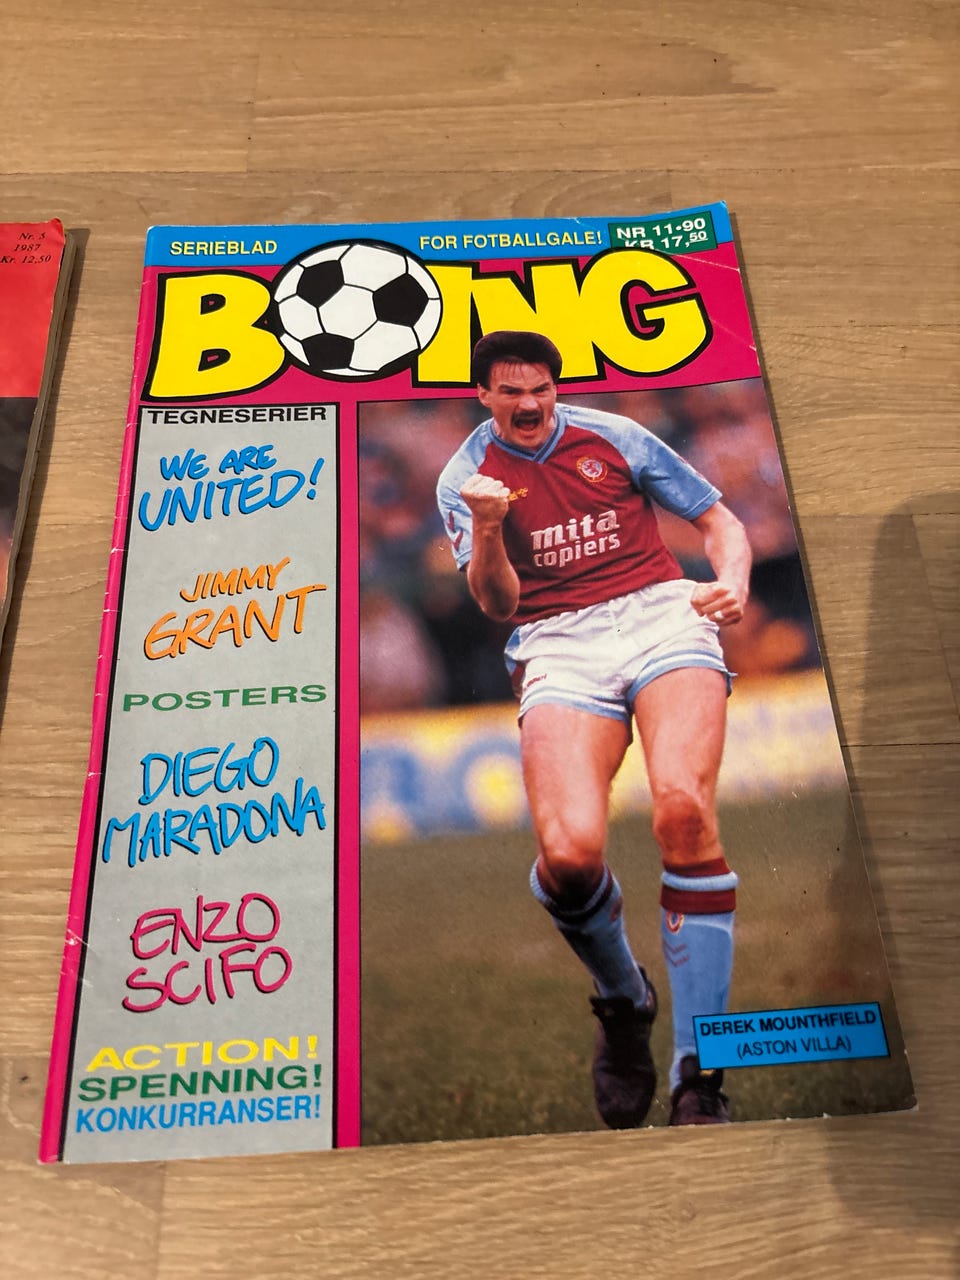 Nr. 5
1987
Kr. 12,50
SERIEBLAD
FOR FOTBALLGALE!
NR 11•90
KR 17,50
BOING
TEGNESERIER
WE ARE
UNITED!
JIMMY
GRANT
POSTERS
DIEGO
MARADONA
ENZO
SCIFO
ACTION!
SPENNING!
KONKURRANSER!
mita
copiers
DEREK MOUNTHFIELD
(ASTON VILLA)